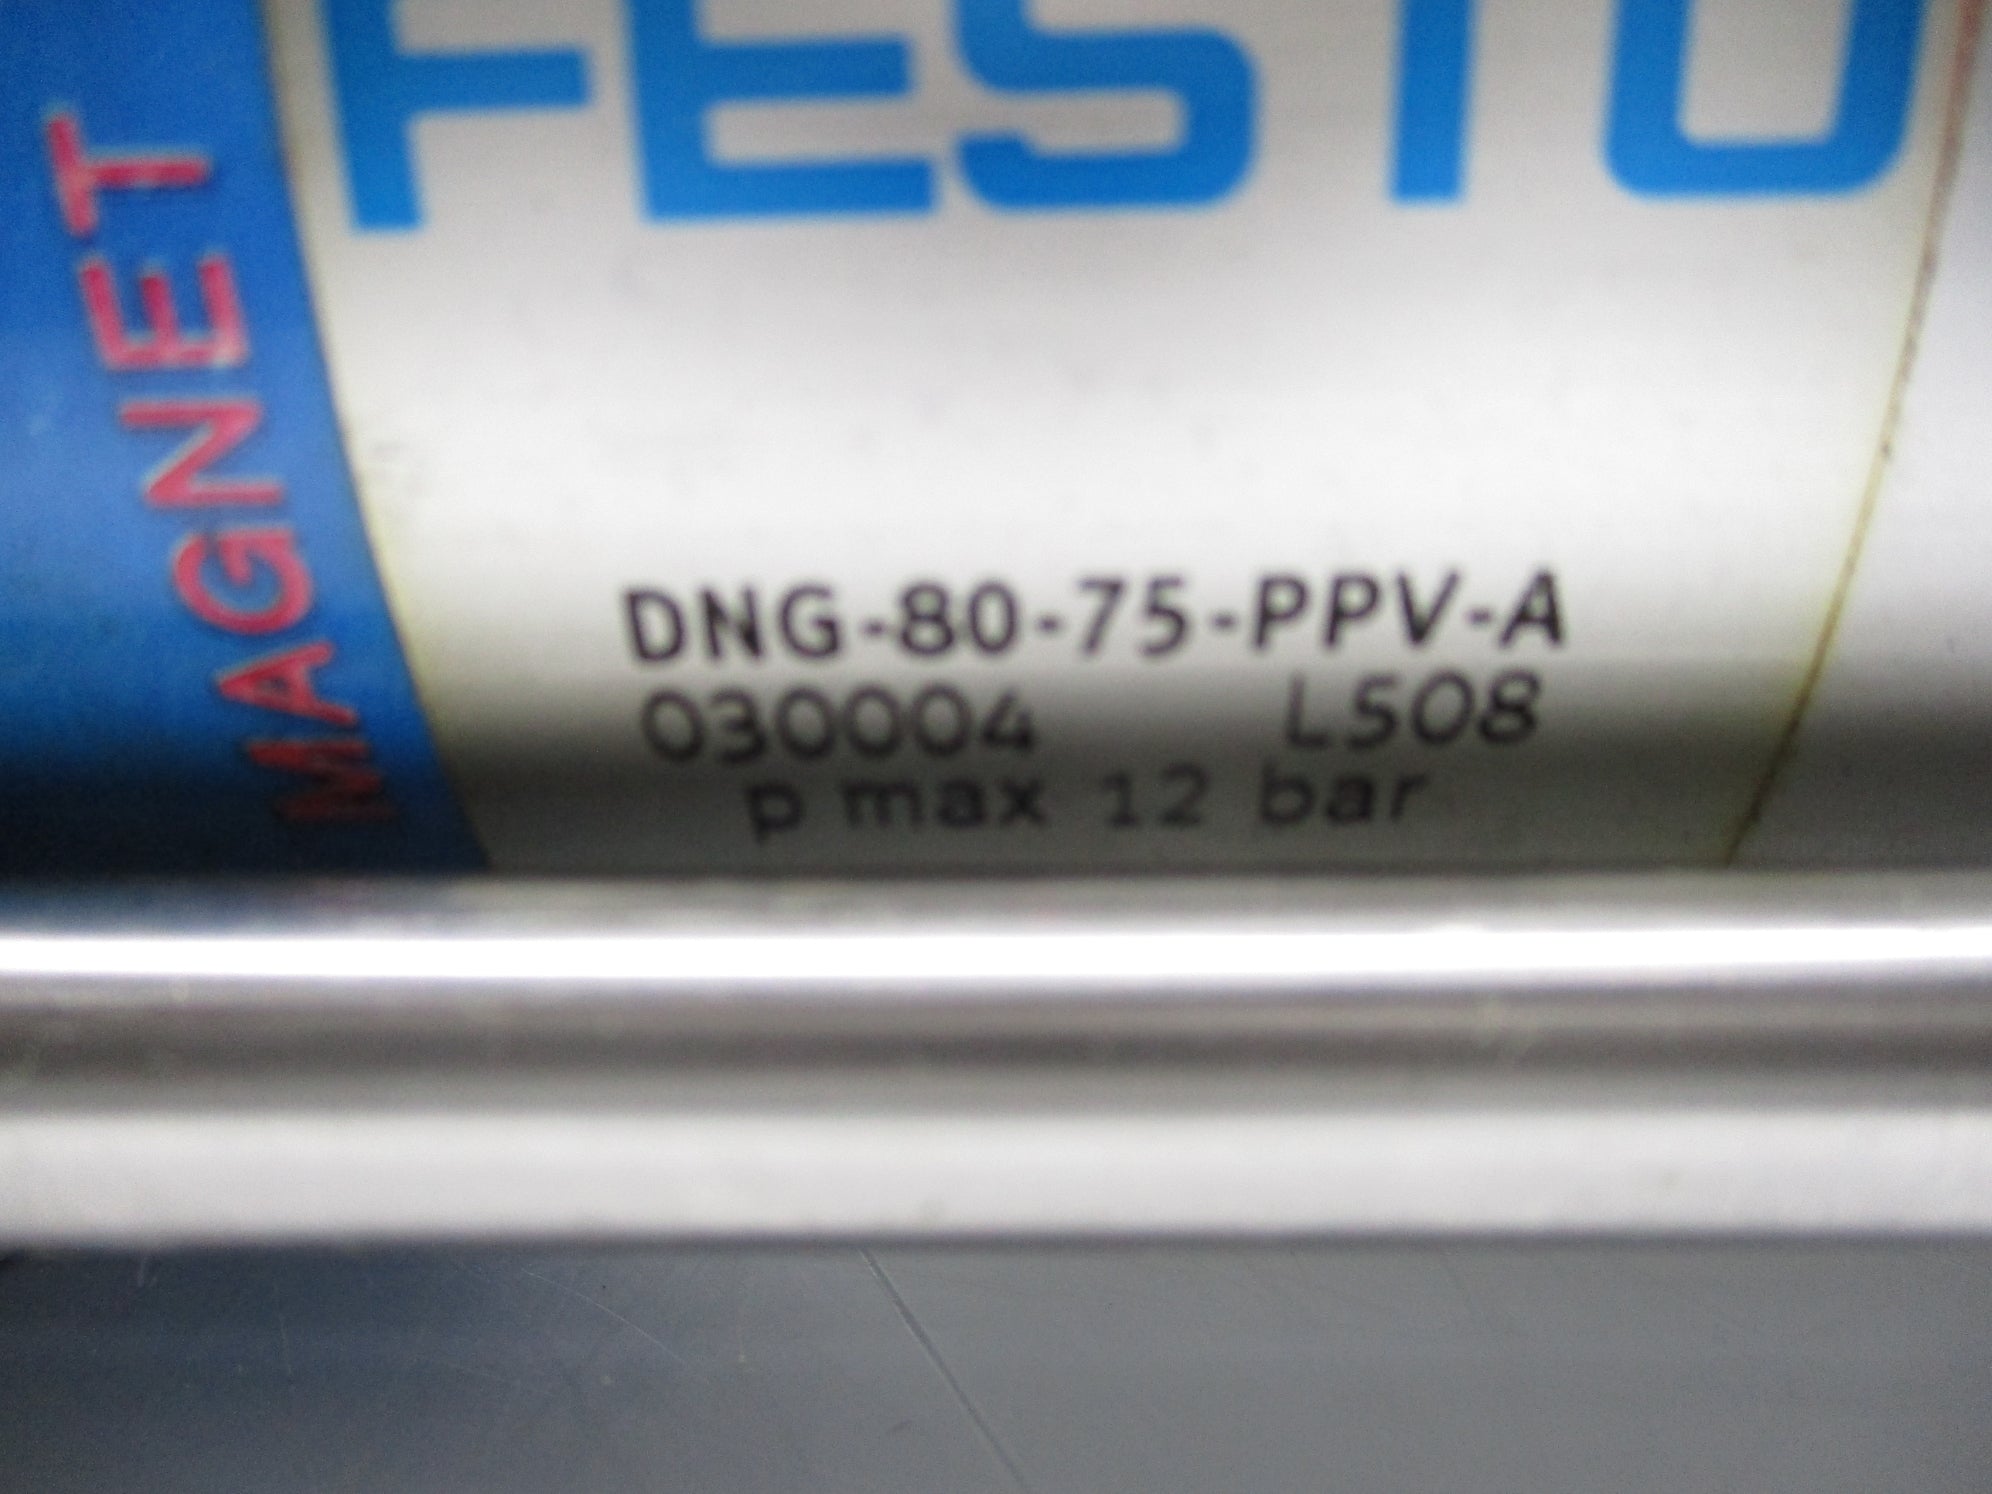 FESTO
MAGNET
DNG-80-75-PPV-A
030004 L508
p max 12 bar